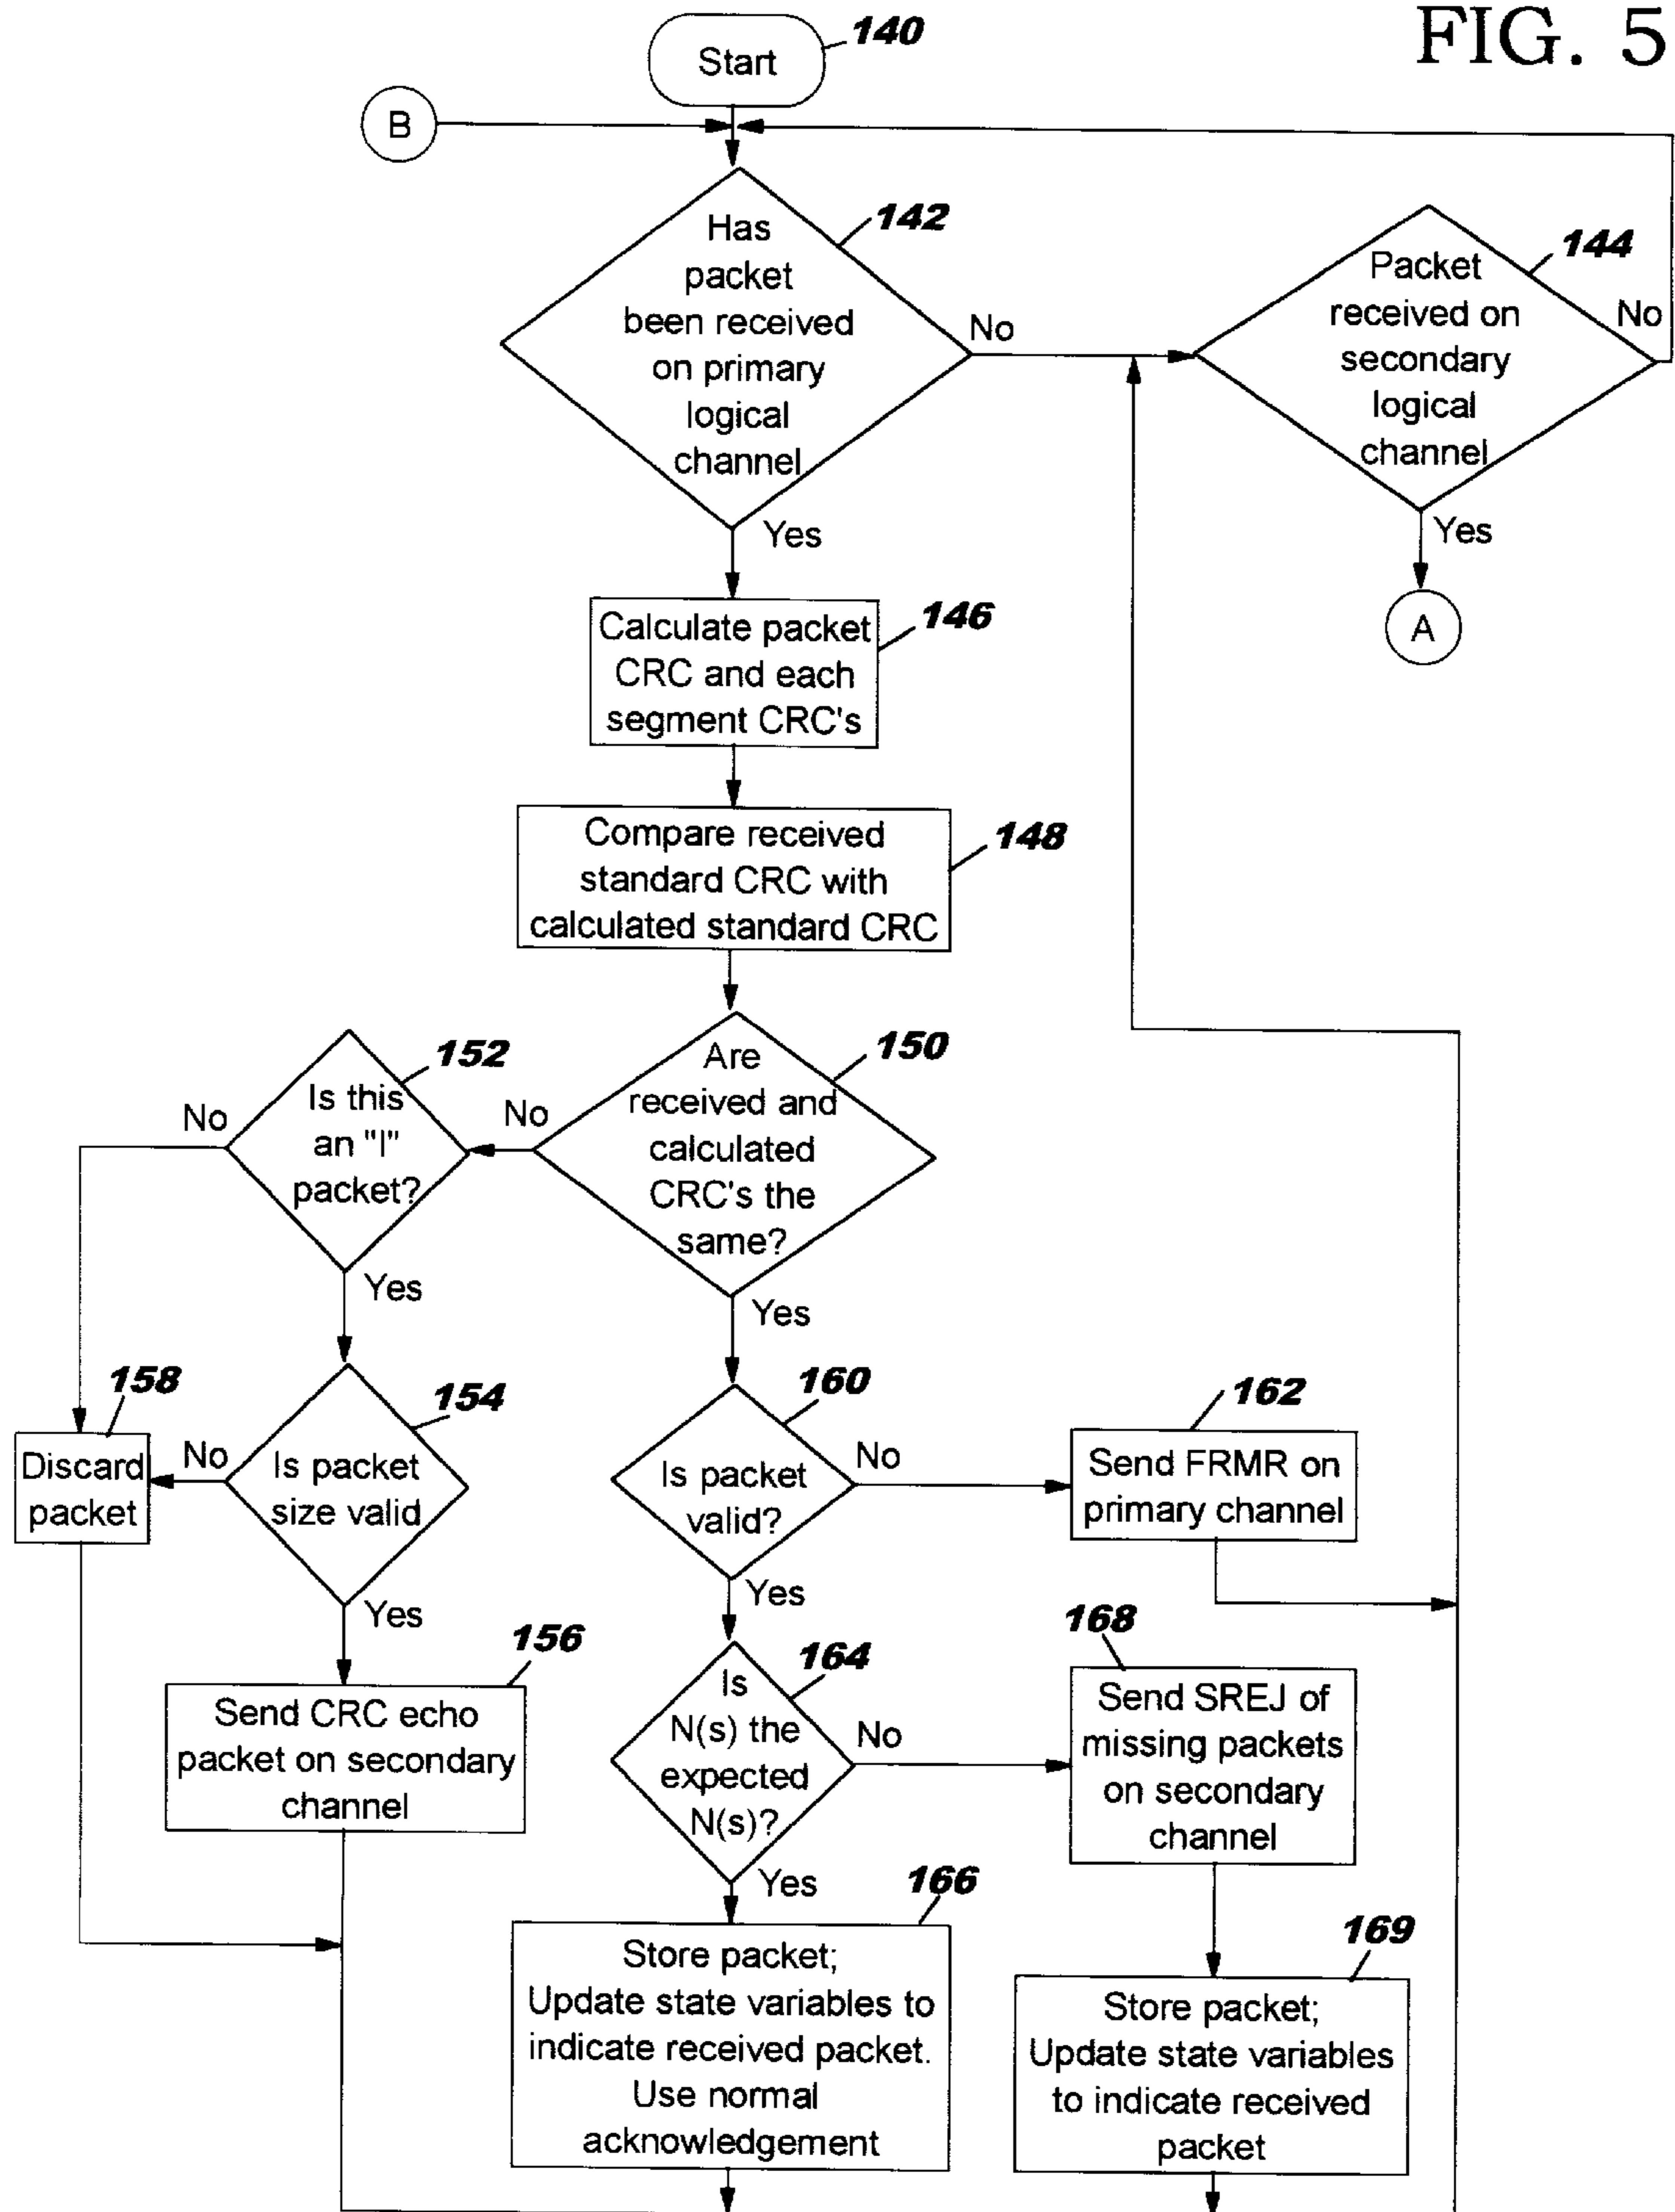 FIG. 5
140
Start
B
142
Has
packet
been received
on primary
logical
channel
No
Yes
144
Packet
received on
secondary
logical
channel
No
Yes
A
146
Calculate packet
CRC and each
segment CRC's
148
Compare received
standard CRC with
calculated standard CRC
150
Are
received and
calculated
CRC's the
same?
No
Yes
152
Is this
an "I"
packet?
No
Yes
154
Is packet
size valid
No
Yes
158
Discard
packet
156
Send CRC echo
packet on secondary
channel
160
Is packet
valid?
No
Yes
162
Send FRMR on
primary channel
164
Is
N(s) the
expected
N(s)?
No
Yes
168
Send SREJ of
missing packets
on secondary
channel
166
Store packet;
Update state variables to
indicate received packet.
Use normal
acknowledgement
169
Store packet;
Update state variables
to indicate received
packet